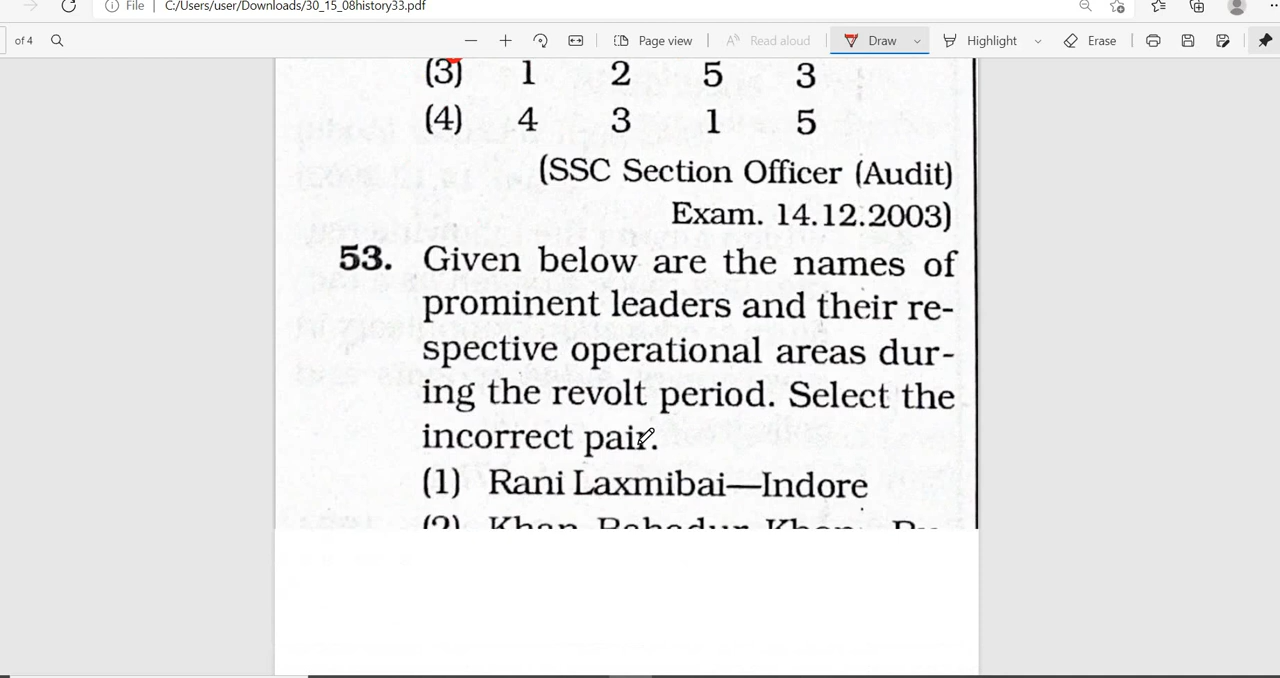 File C:/Users/user/Downloads/30_15_08history33.pdf
of 4 Page view Read aloud Draw Highlight Erase
(3) 1 2 5 3
(4) 4 3 1 5
(SSC Section Officer (Audit)
Exam. 14.12.2003)
53. Given below are the names of
prominent leaders and their re-
spective operational areas dur-
ing the revolt period. Select the
incorrect pair.
(1) Rani Laxmibai—Indore